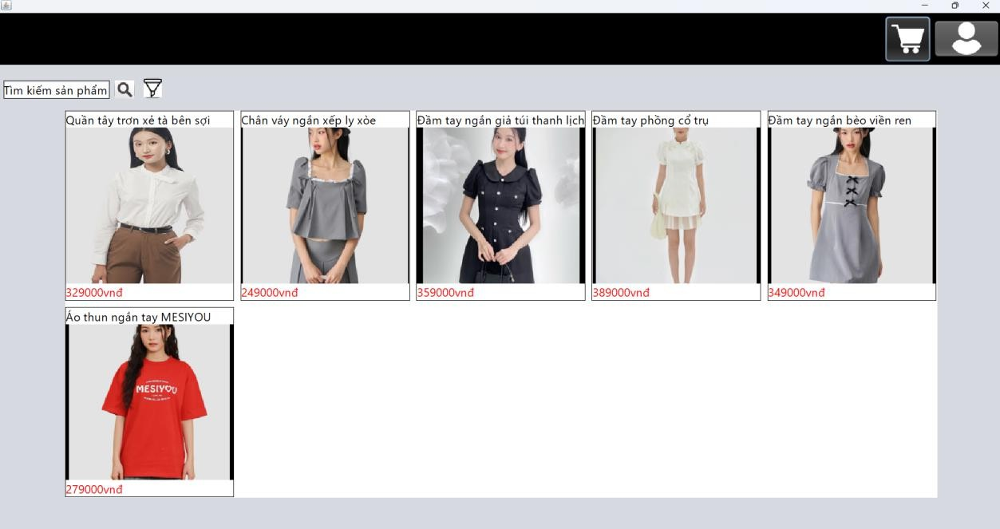 Tìm kiếm sản phẩm
Quần tây trơn xẻ tà bên sợi
Chân váy ngắn xếp ly xòe
Đầm tay ngắn giả túi thanh lịch
Đầm tay phồng cổ trụ
Đầm tay ngắn bèo viền ren
329000vnđ
249000vnđ
359000vnđ
389000vnđ
349000vnđ
Áo thun ngắn tay MESIYOU
MESIYOU
279000vnđ